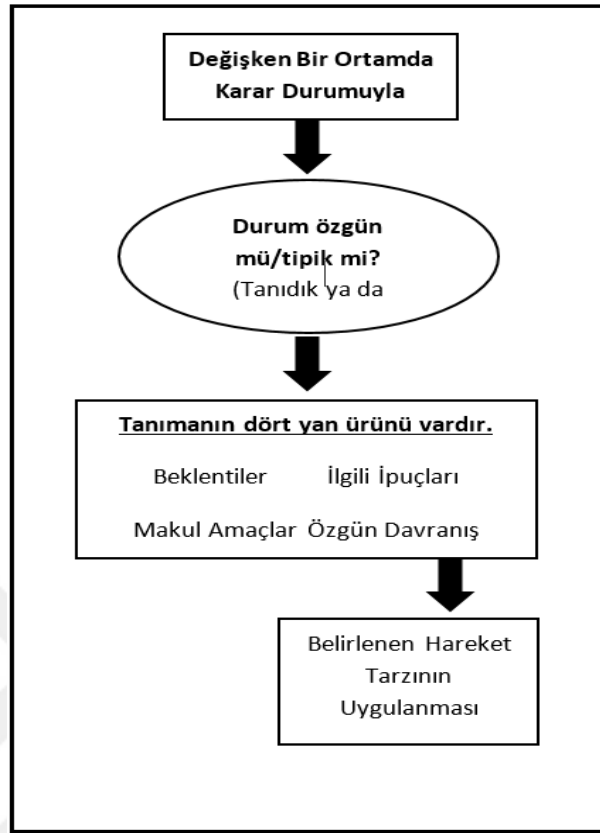 Değişken Bir Ortamda
Karar Durumuyla
Durum özgün
mü/tipik mi?
(Tanıdık ya da
Tanımanın dört yan ürünü vardır.
Beklentiler İlgili İpuçları
Makul Amaçlar Özgün Davranış
Belirlenen Hareket
Tarzının
Uygulanması